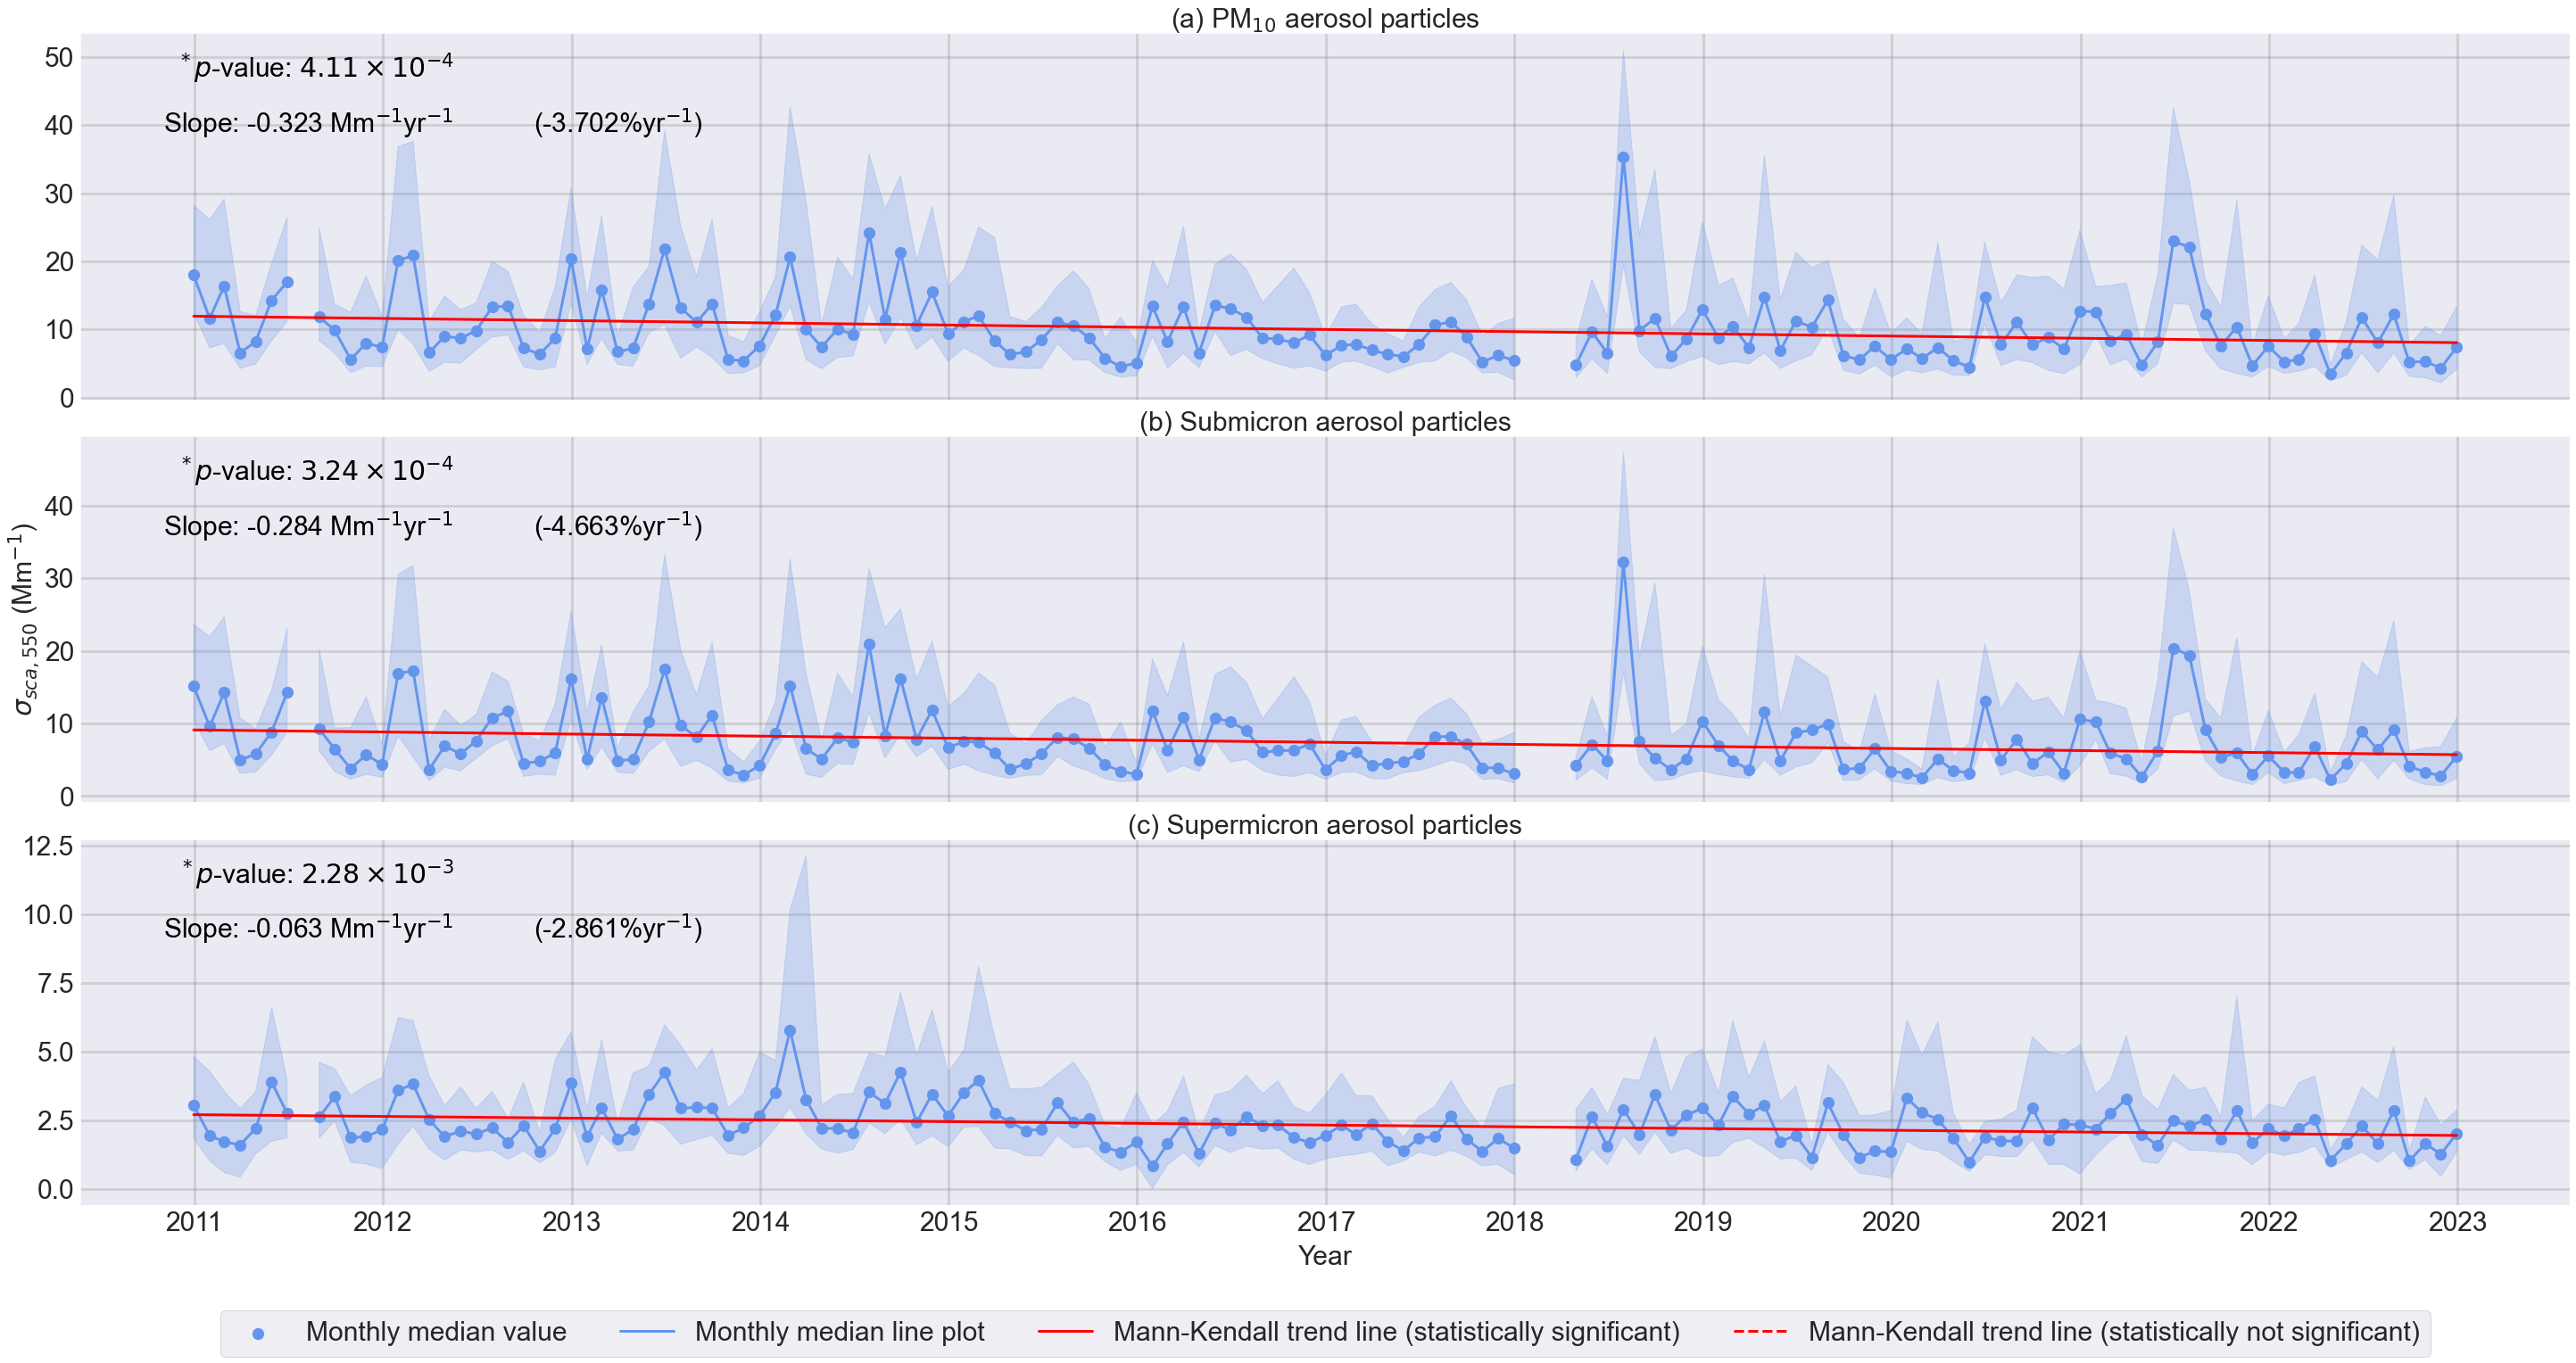 (a) PM₁₀ aerosol particles
50
40
30
20
10
0
*p-value: 4.11 × 10⁻⁴
Slope: -0.323 Mm⁻¹yr⁻¹ (-3.702%yr⁻¹)
(b) Submicron aerosol particles
40
30
20
10
0
*p-value: 3.24 × 10⁻⁴
Slope: -0.284 Mm⁻¹yr⁻¹ (-4.663%yr⁻¹)
σ_{sca, 550} (Mm⁻¹)
(c) Supermicron aerosol particles
12.5
10.0
7.5
5.0
2.5
0.0
*p-value: 2.28 × 10⁻³
Slope: -0.063 Mm⁻¹yr⁻¹ (-2.861%yr⁻¹)
2011 2012 2013 2014 2015 2016 2017 2018 2019 2020 2021 2022 2023
Year
Monthly median value Monthly median line plot Mann-Kendall trend line (statistically significant) Mann-Kendall trend line (statistically not significant)